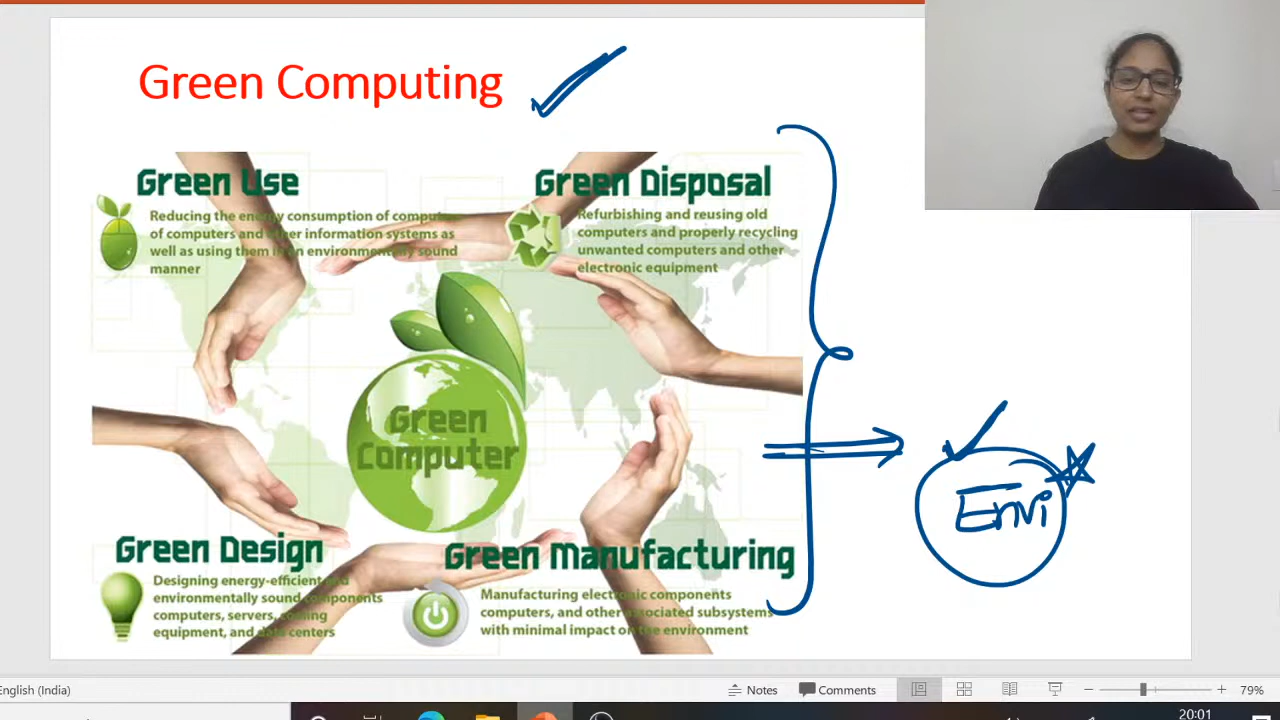 Green Computing
Green Use
Reducing the energy consumption of computers
of computers and other information systems as
well as using them in an environmentally sound
manner
Green Disposal
Refurbishing and reusing old
computers and properly recycling
unwanted computers and other
electronic equipment
Green
Computer
Envi
Green Design
Designing energy-efficient and
environmentally sound components
computers, servers, cooling
equipment, and data centers
Green Manufacturing
Manufacturing electronic components
computers, and other associated subsystems
with minimal impact on the environment
English (India)
Notes
Comments
79%
20:01